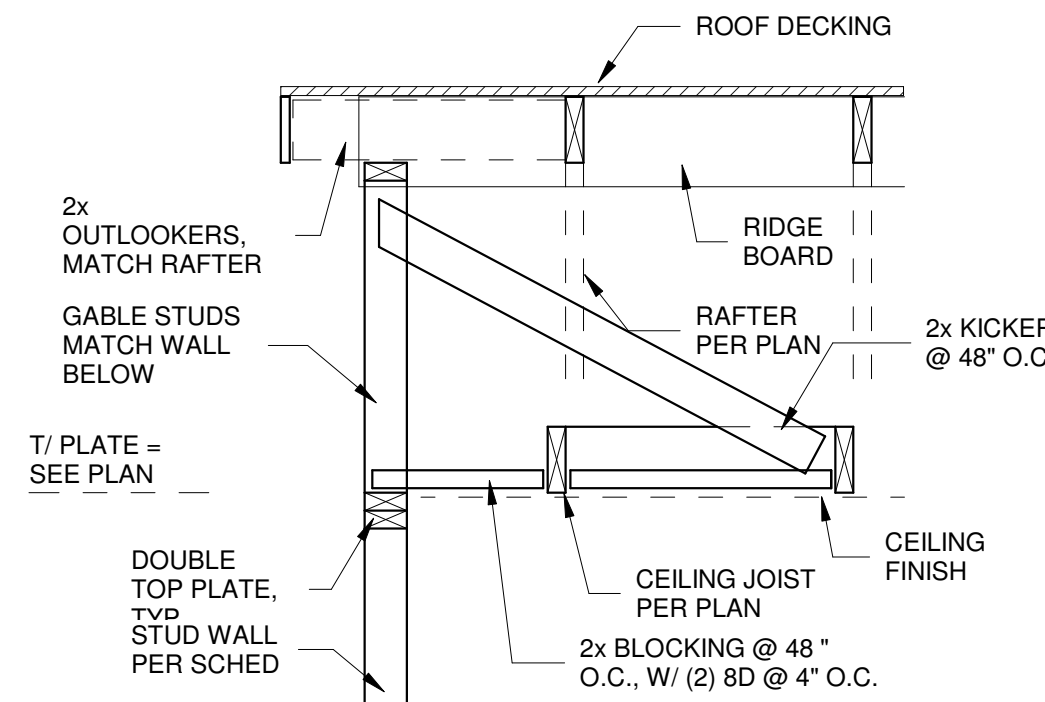 ROOF DECKING
2x
OUTLOOKERS,
MATCH RAFTER
RIDGE
BOARD
GABLE STUDS
MATCH WALL
BELOW
RAFTER
PER PLAN
2x KICKER
@ 48" O.C
T/ PLATE =
SEE PLAN
CEILING
FINISH
DOUBLE
TOP PLATE,
TYP
CEILING JOIST
PER PLAN
STUD WALL
PER SCHED
2x BLOCKING @ 48 "
O.C., W/ (2) 8D @ 4" O.C.